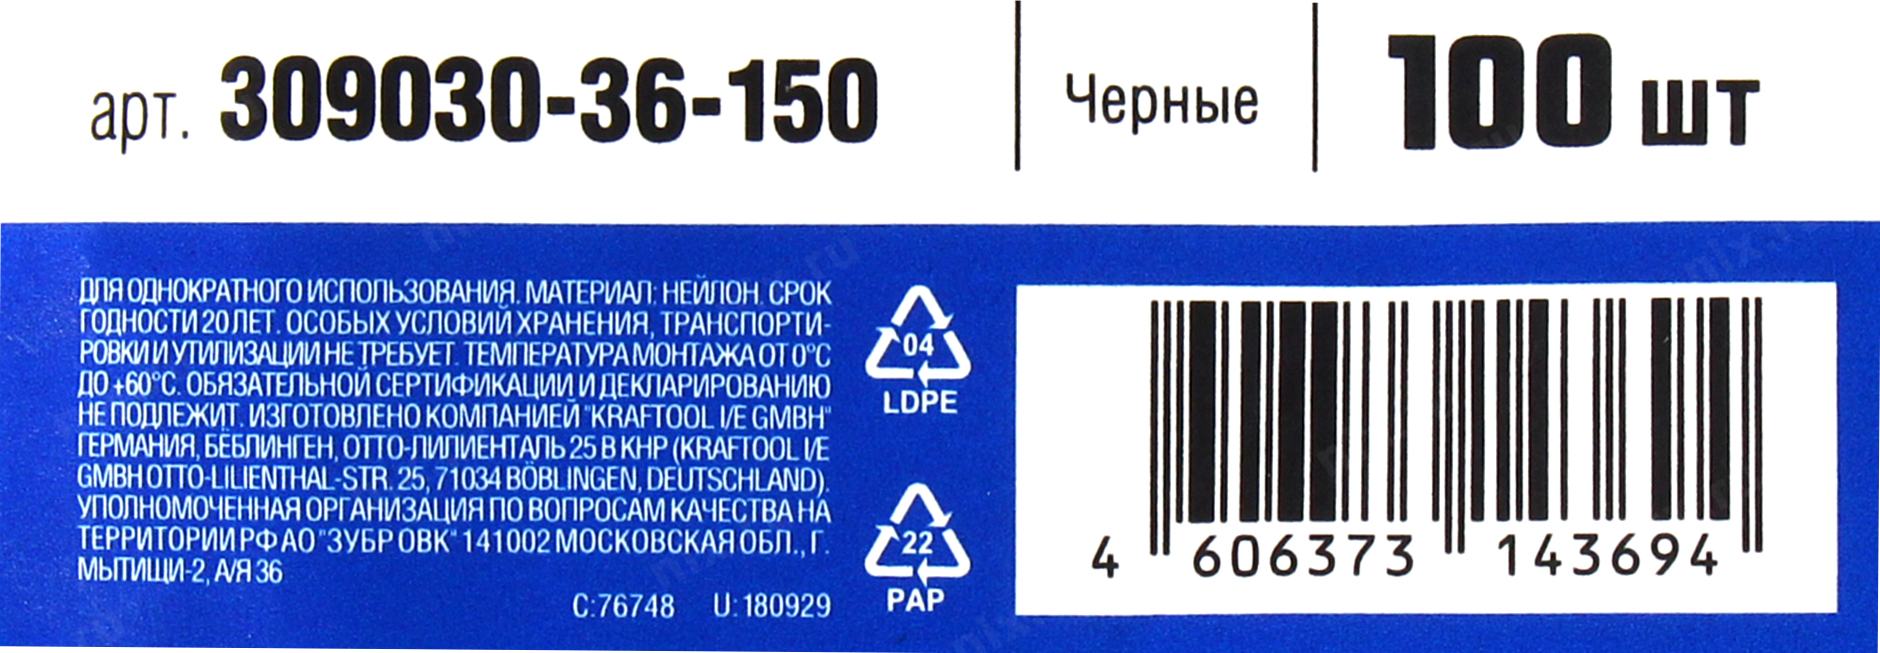 арт. 309030-36-150
Черные
100 шт
ДЛЯ ОДНОКРАТНОГО ИСПОЛЬЗОВАНИЯ. МАТЕРИАЛ: НЕЙЛОН. СРОК
ГОДНОСТИ 20 ЛЕТ. ОСОБЫХ УСЛОВИЙ ХРАНЕНИЯ, ТРАНСПОРТИ-
РОВКИ И УТИЛИЗАЦИИ НЕ ТРЕБУЕТ. ТЕМПЕРАТУРА МОНТАЖА ОТ 0°С
ДО +60°С. ОБЯЗАТЕЛЬНОЙ СЕРТИФИКАЦИИ И ДЕКЛАРИРОВАНИЮ
НЕ ПОДЛЕЖИТ. ИЗГОТОВЛЕНО КОМПАНИЕЙ "KRAFTOOL I/E GMBH"
ГЕРМАНИЯ, БЁБЛИНГЕН, ОТТО-ЛИЛИЕНТАЛЬ 25 В КНР (KRAFTOOL I/E
GMBH OTTO-LILIENTHAL-STR. 25, 71034 BÖBLINGEN, DEUTSCHLAND).
УПОЛНОМОЧЕННАЯ ОРГАНИЗАЦИЯ ПО ВОПРОСАМ КАЧЕСТВА НА
ТЕРРИТОРИИ РФ АО "ЗУБР ОВК" 141002 МОСКОВСКАЯ ОБЛ., Г.
МЫТИЩИ-2, А/Я 36
C:76748 U:180929
04
LDPE
22
PAP
4 606373 143694